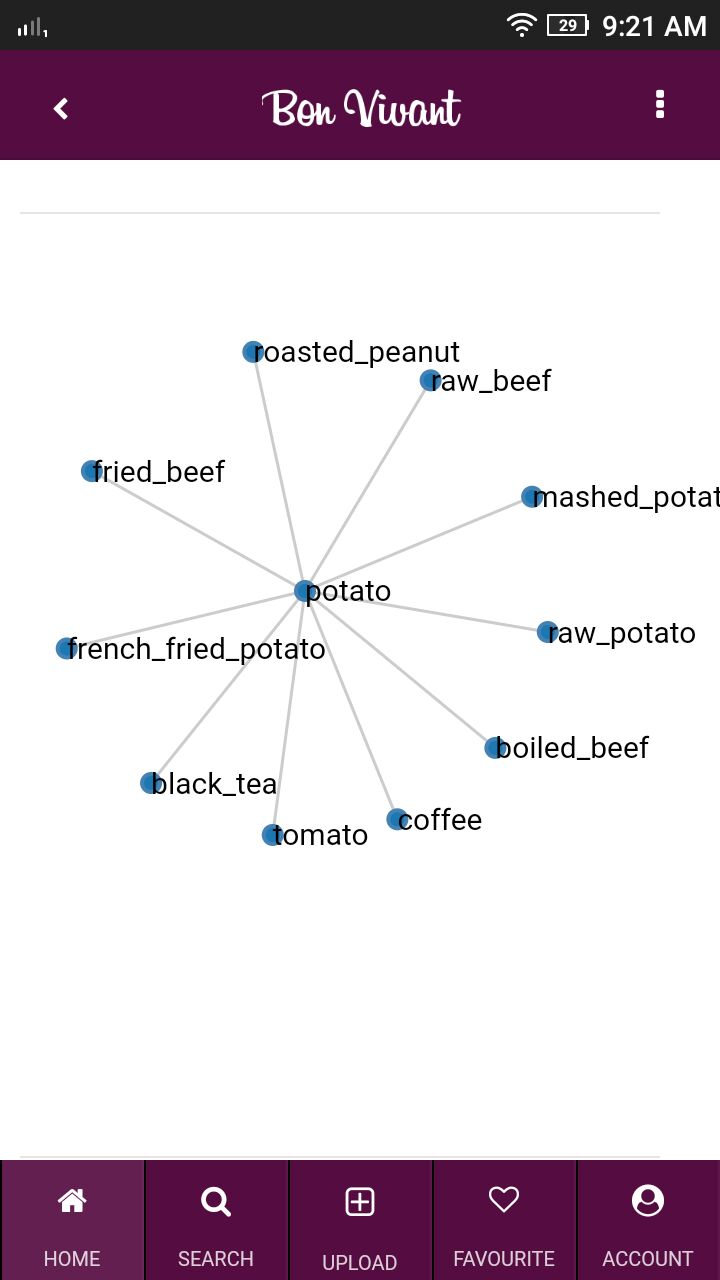 29 9:21 AM
Bon Vivant
roasted_peanut
raw_beef
fried_beef
mashed_potat
potato
raw_potato
french_fried_potato
boiled_beef
black_tea
coffee
tomato
HOME SEARCH UPLOAD FAVOURITE ACCOUNT